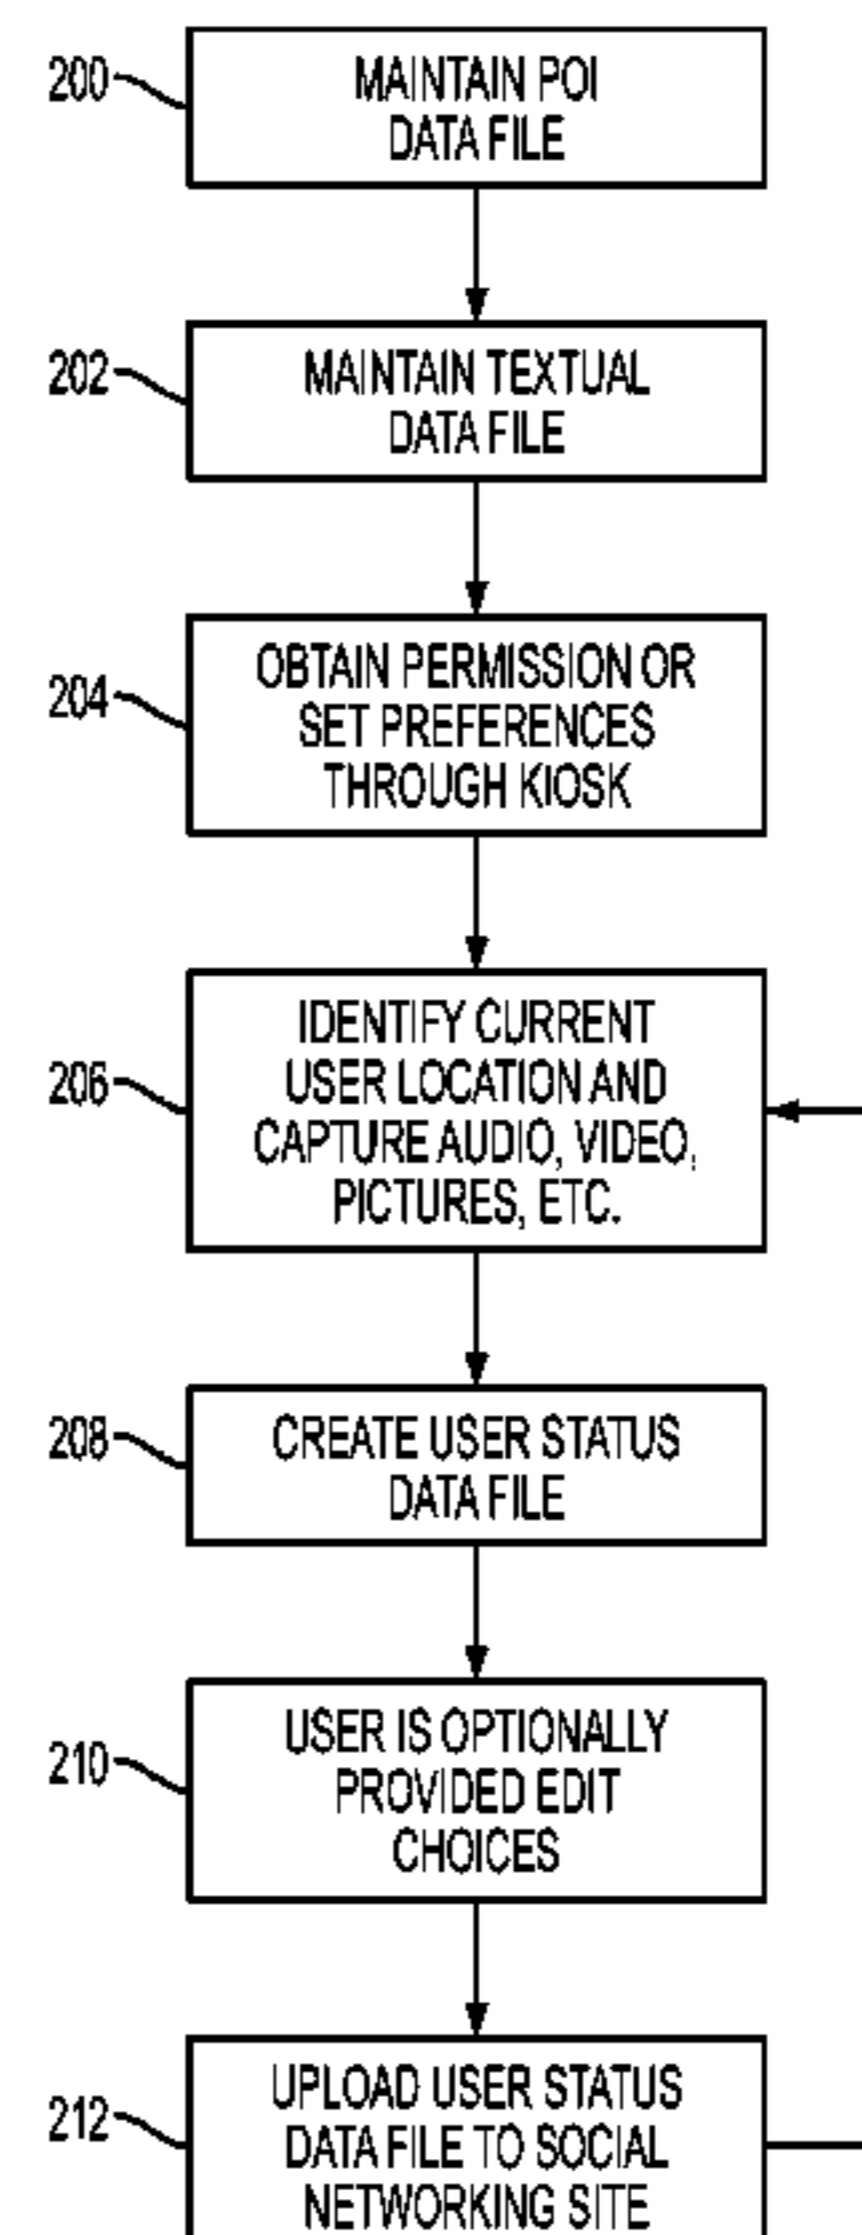 200
MAINTAIN POI
DATA FILE
202
MAINTAIN TEXTUAL
DATA FILE
204
OBTAIN PERMISSION OR
SET PREFERENCES
THROUGH KIOSK
206
IDENTIFY CURRENT
USER LOCATION AND
CAPTURE AUDIO, VIDEO,
PICTURES, ETC.
208
CREATE USER STATUS
DATA FILE
210
USER IS OPTIONALLY
PROVIDED EDIT
CHOICES
212
UPLOAD USER STATUS
DATA FILE TO SOCIAL
NETWORKING SITE